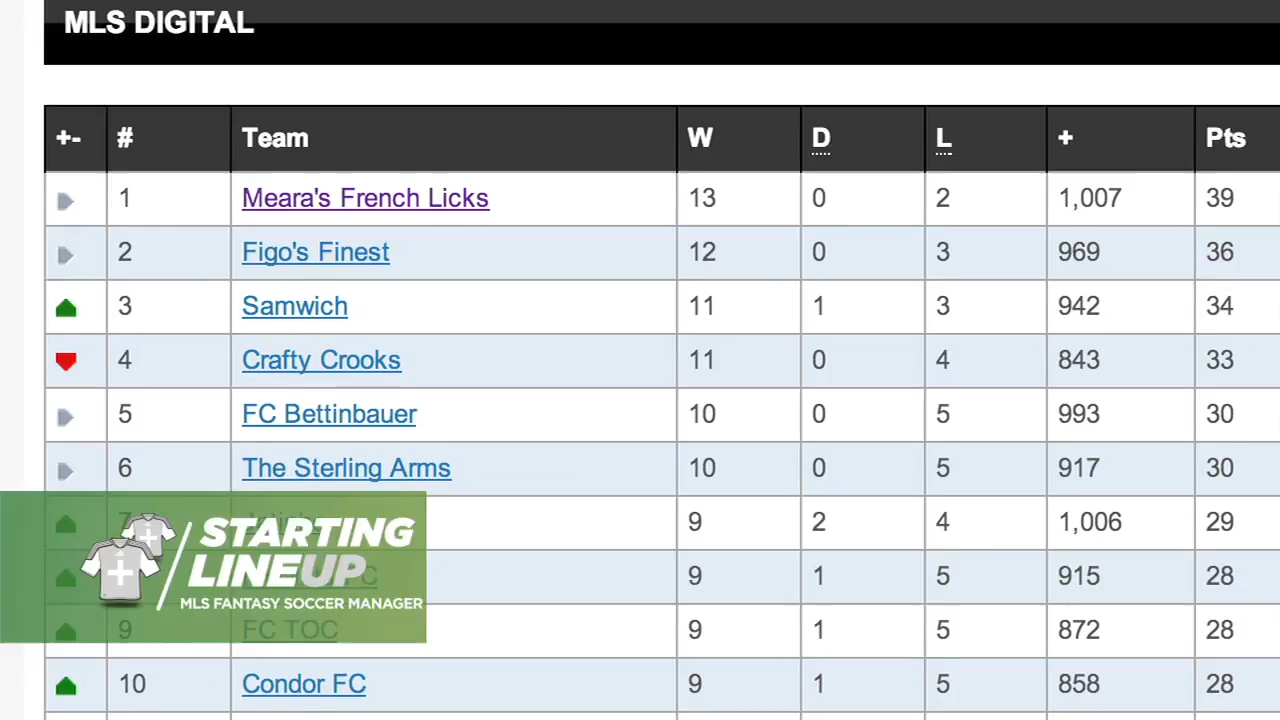 MLS DIGITAL
+- # Team W D L + Pts
1 Meara's French Licks 13 0 2 1,007 39
2 Figo's Finest 12 0 3 969 36
3 Samwich 11 1 3 942 34
4 Crafty Crooks 11 0 4 843 33
5 FC Bettinbauer 10 0 5 993 30
6 The Sterling Arms 10 0 5 917 30
7 9 2 4 1,006 29
FC 9 1 5 915 28
9 FC TOC 9 1 5 872 28
10 Condor FC 9 1 5 858 28
STARTING
LINEUP
MLS FANTASY SOCCER MANAGER